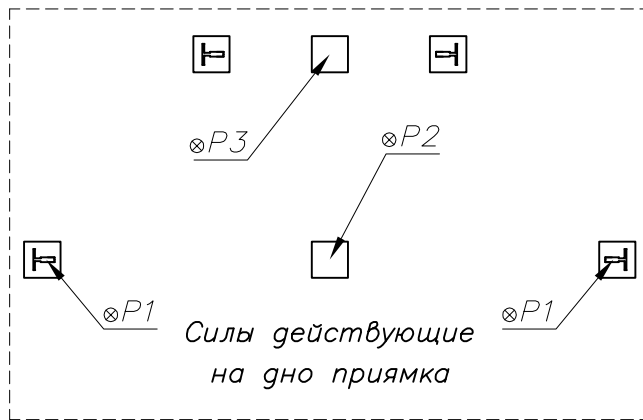 ⊗P3
⊗P2
⊗P1
⊗P1
Силы действующие
на дно приямка